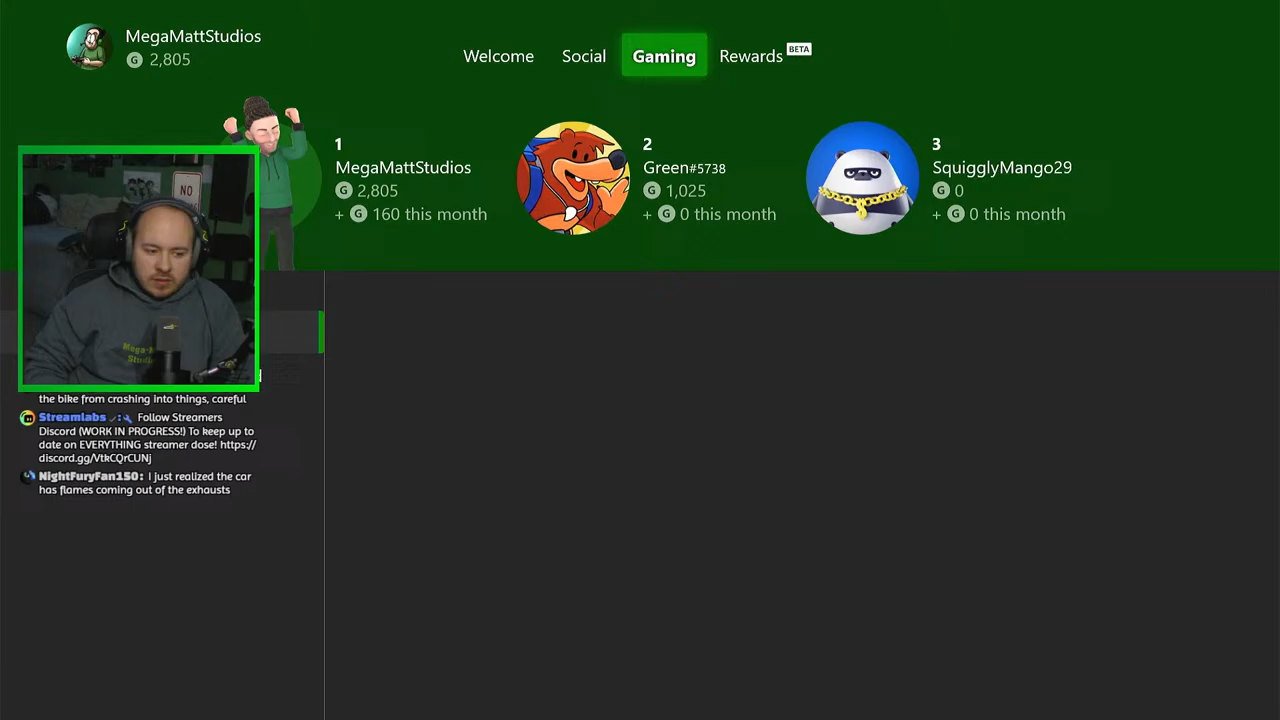 MegaMattStudios
G 2,805
Welcome
Social
Gaming
Rewards BETA
1
MegaMattStudios
G 2,805
+ G 160 this month
2
Green#5738
G 1,025
+ G 0 this month
3
SquigglyMango29
G 0
+ G 0 this month
NO
the bike from crashing into things, careful
Streamlabs : Follow Streamers
Discord (WORK IN PROGRESS!) To keep up to
date on EVERYTHING streamer dose! https://
discord.gg/VtkCQrCUNj
NightFuryFan150: I just realized the car
has flames coming out of the exhausts